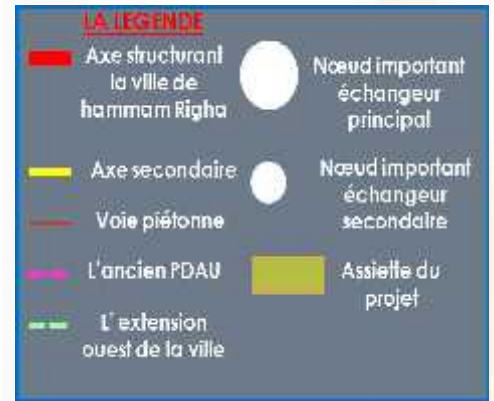 LA LEGENDE
Axe structurant
la ville de
hammam Righa
Axe secondaire
Voie piétonne
L'ancien PDAU
L'extension
ouest de la ville
Nœud important
échangeur
principal
Nœud important
échangeur
secondaire
Assiette du
projet